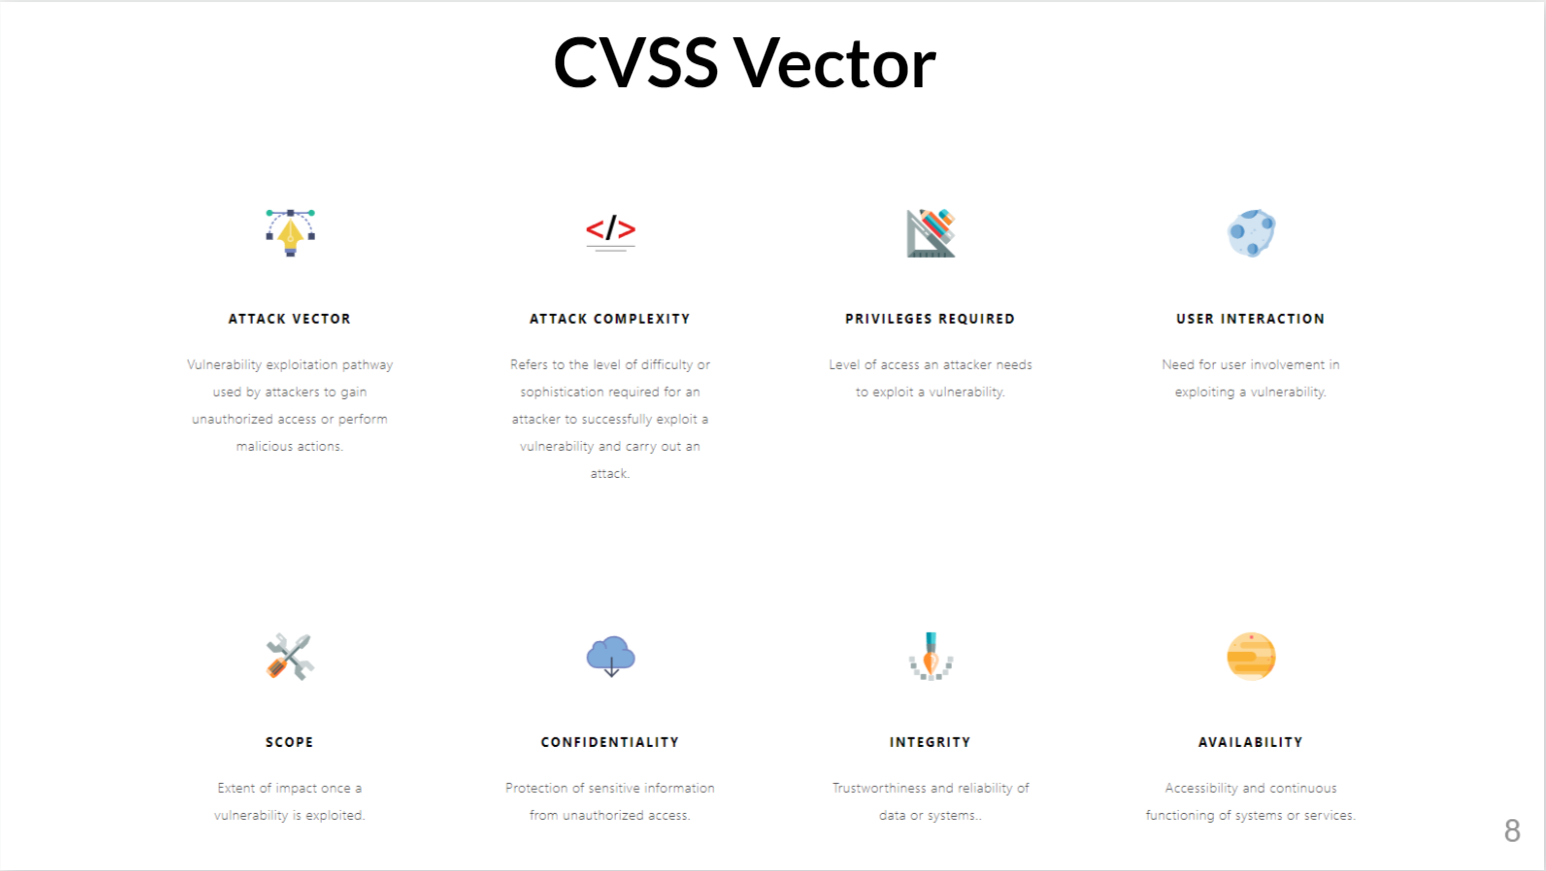 CVSS Vector
</>
ATTACK VECTOR
Vulnerability exploitation pathway
used by attackers to gain
unauthorized access or perform
malicious actions.
ATTACK COMPLEXITY
Refers to the level of difficulty or
sophistication required for an
attacker to successfully exploit a
vulnerability and carry out an
attack.
PRIVILEGES REQUIRED
Level of access an attacker needs
to exploit a vulnerability.
USER INTERACTION
Need for user involvement in
exploiting a vulnerability.
SCOPE
Extent of impact once a
vulnerability is exploited.
CONFIDENTIALITY
Protection of sensitive information
from unauthorized access.
INTEGRITY
Trustworthiness and reliability of
data or systems..
AVAILABILITY
Accessibility and continuous
functioning of systems or services.
8